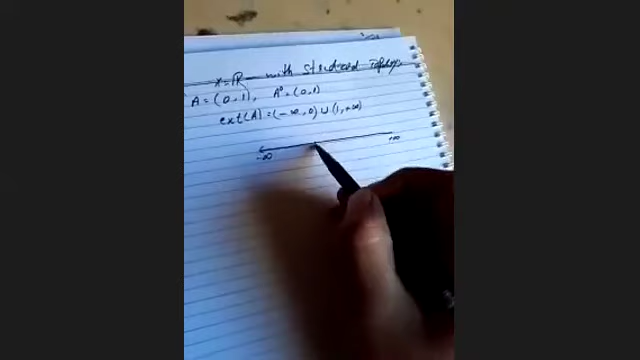 X=ℝ with standard topology
A=(0,1), A°=(0,1)
ext(A)=(-∞,0)∪(1,+∞)
-∞ +∞